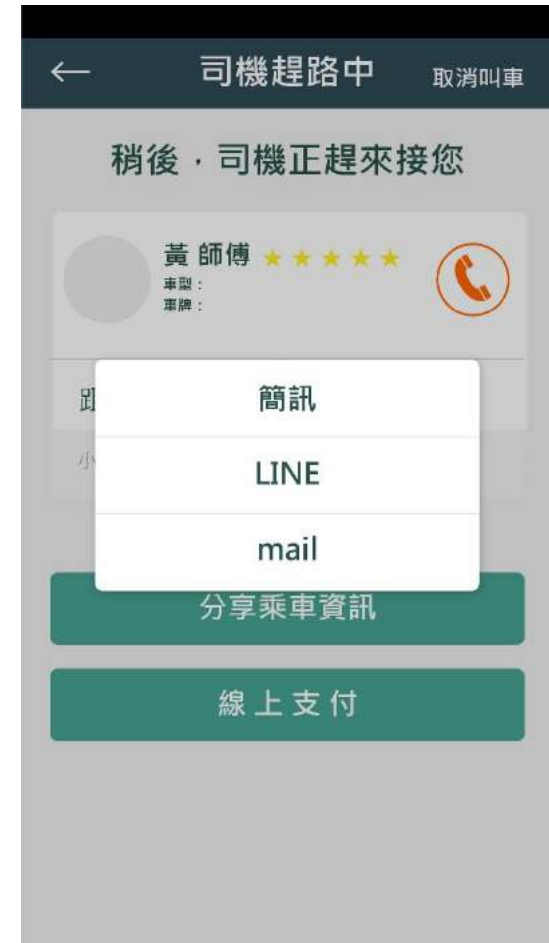 司機趕路中
取消叫車
稍後，司機正趕來接您
黃 師傅 ★ ★ ★ ★ ★
車型：
車牌：
跟
簡訊
小
LINE
mail
分享乘車資訊
線上支付